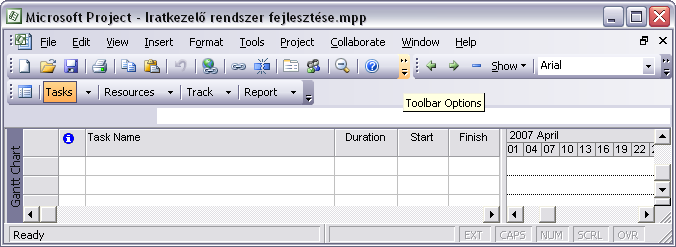 Microsoft Project - Iratkezelő rendszer fejlesztése.mpp
File Edit View Insert Format Tools Project Collaborate Window Help
Show Arial
Tasks Resources Track Report
Toolbar Options
Task Name Duration Start Finish 2007 April
01 04 07 10 13 16 19 22 2
Gantt Chart
Ready EXT CAPS NUM SCRL OVR